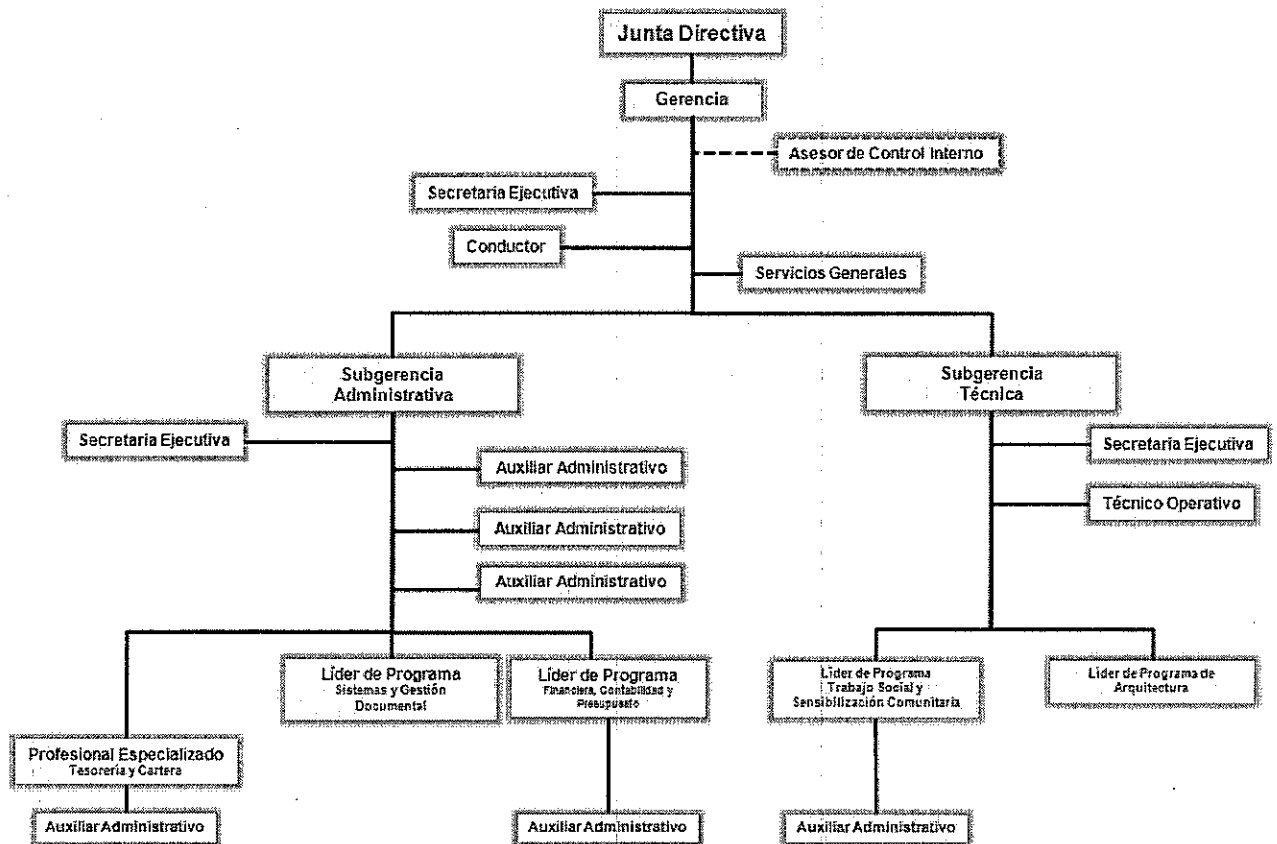 Junta Directiva
Gerencia
Asesor de Control Interno
Secretaria Ejecutiva
Conductor
Servicios Generales
Subgerencia
Administrativa
Subgerencia
Técnica
Secretaria Ejecutiva
Secretaria Ejecutiva
Auxiliar Administrativo
Técnico Operativo
Auxiliar Administrativo
Auxiliar Administrativo
Líder de Programa
Sistemas y Gestión
Documental
Líder de Programa
Financiera, Contabilidad y
Presupuesto
Líder de Programa
Trabajo Social y
Sensibilización Comunitaria
Líder de Programa de
Arquitectura
Profesional Especializado
Tesorería y Cartera
Auxiliar Administrativo
Auxiliar Administrativo
Auxiliar Administrativo